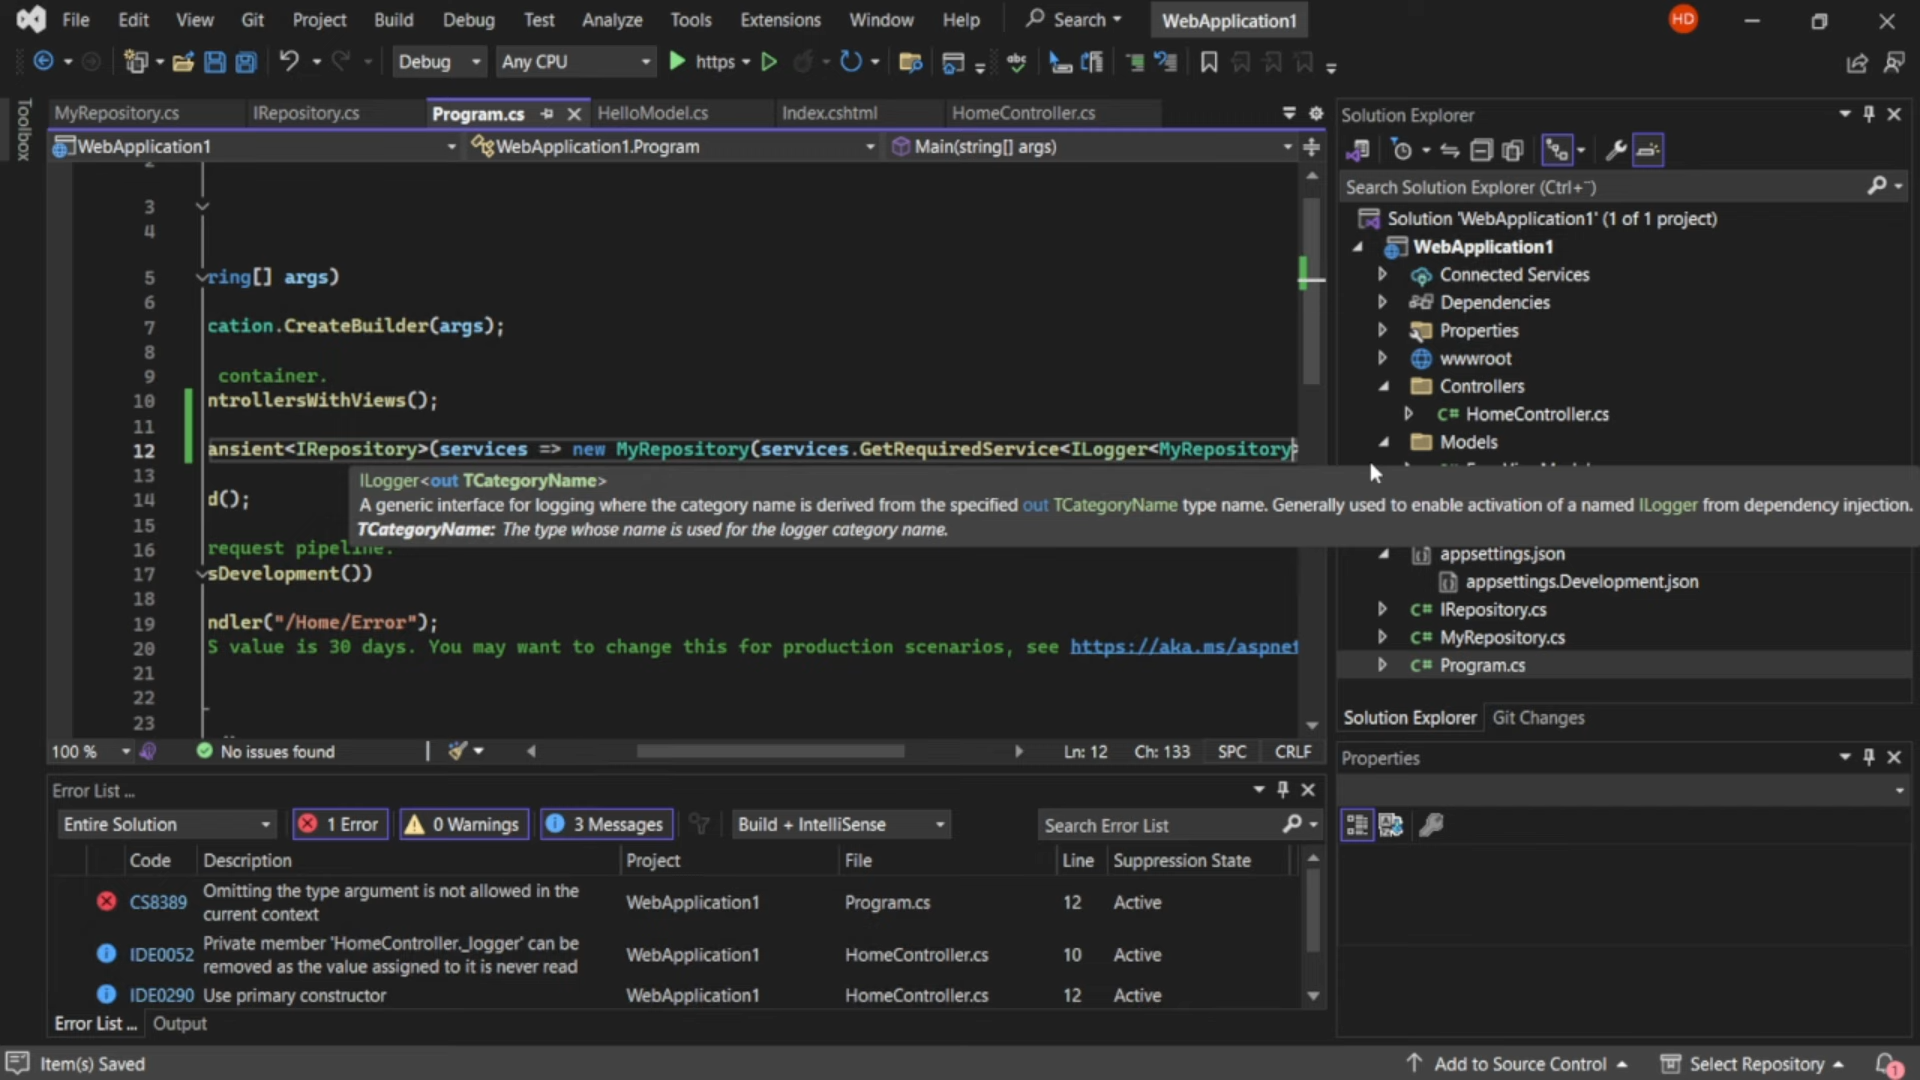 File Edit View Git Project Build Debug Test Analyze Tools Extensions Window Help Search WebApplication1
HD
Debug Any CPU https
Toolbox
MyRepository.cs IRepository.cs Program.cs HelloModel.cs Index.cshtml HomeController.cs
WebApplication1 WebApplication1.Program Main(string[] args)
2
3
4
5 ring[] args)
6
7 cation.CreateBuilder(args);
8
9 container.
10 ntrollersWithViews();
11
12 ansient<IRepository>(services => new MyRepository(services.GetRequiredService<ILogger<MyRepository>
13
ILogger<out TCategoryName>
A generic interface for logging where the category name is derived from the specified out TCategoryName type name. Generally used to enable activation of a named ILogger from dependency injection.
TCategoryName: The type whose name is used for the logger category name.
14 d();
15
16 request pipeline.
17 sDevelopment())
18
19 ndler("/Home/Error");
20 S value is 30 days. You may want to change this for production scenarios, see https://aka.ms/aspnet
21
22
23
100 % No issues found Ln: 12 Ch: 133 SPC CRLF
Error List ...
Entire Solution 1 Error 0 Warnings 3 Messages Build + IntelliSense Search Error List
Code Description Project File Line Suppression State
CS8389 Omitting the type argument is not allowed in the current context WebApplication1 Program.cs 12 Active
IDE0052 Private member 'HomeController._logger' can be removed as the value assigned to it is never read WebApplication1 HomeController.cs 10 Active
IDE0290 Use primary constructor WebApplication1 HomeController.cs 12 Active
Error List ... Output
Solution Explorer
Search Solution Explorer (Ctrl+¨)
Solution 'WebApplication1' (1 of 1 project)
WebApplication1
Connected Services
Dependencies
Properties
wwwroot
Controllers
C# HomeController.cs
Models
appsettings.json
appsettings.Development.json
C# IRepository.cs
C# MyRepository.cs
C# Program.cs
Solution Explorer Git Changes
Properties
Item(s) Saved Add to Source Control Select Repository 1